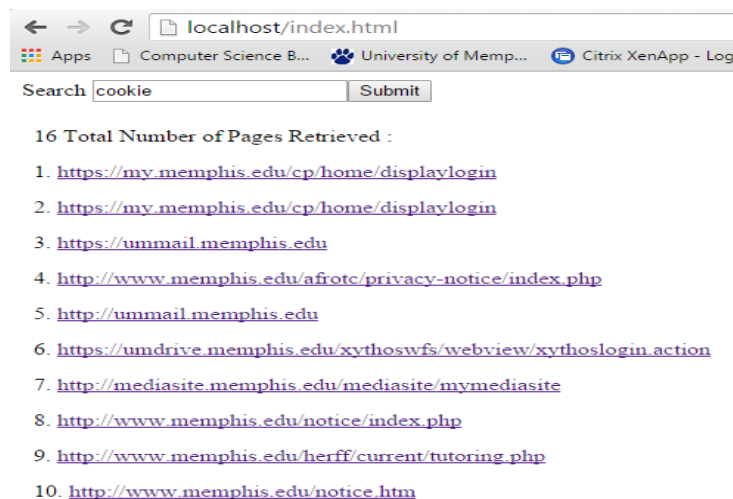 localhost/index.html
Apps Computer Science B... University of Memp... Citrix XenApp - Log
Search cookie Submit
16 Total Number of Pages Retrieved :
1. https://my.memphis.edu/cp/home/displaylogin
2. https://my.memphis.edu/cp/home/displaylogin
3. https://ummail.memphis.edu
4. http://www.memphis.edu/afrotc/privacy-notice/index.php
5. http://ummail.memphis.edu
6. https://umdrive.memphis.edu/xythoswfs/webview/xythoslogin.action
7. http://mediasite.memphis.edu/mediasite/mymediasite
8. http://www.memphis.edu/notice/index.php
9. http://www.memphis.edu/herff/current/tutoring.php
10. http://www.memphis.edu/notice.htm